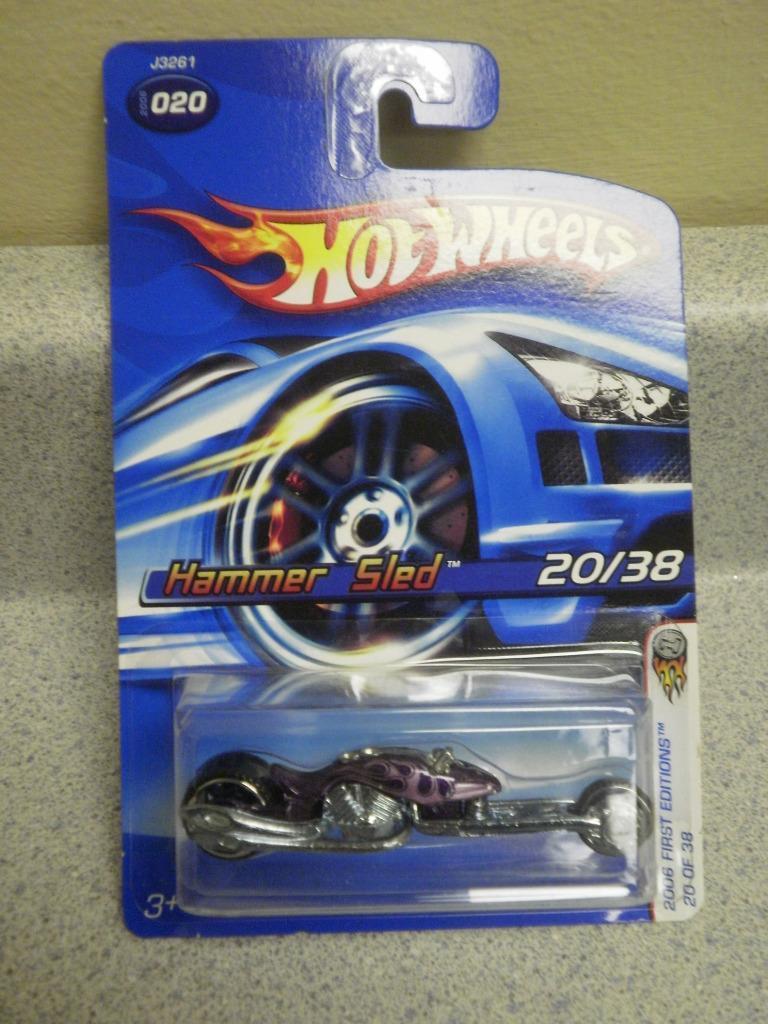 J3261
2006 020
HOT WHEELS
Hammer Sled™ 20/38
2006 FIRST EDITIONS™
20 OF 38
3+